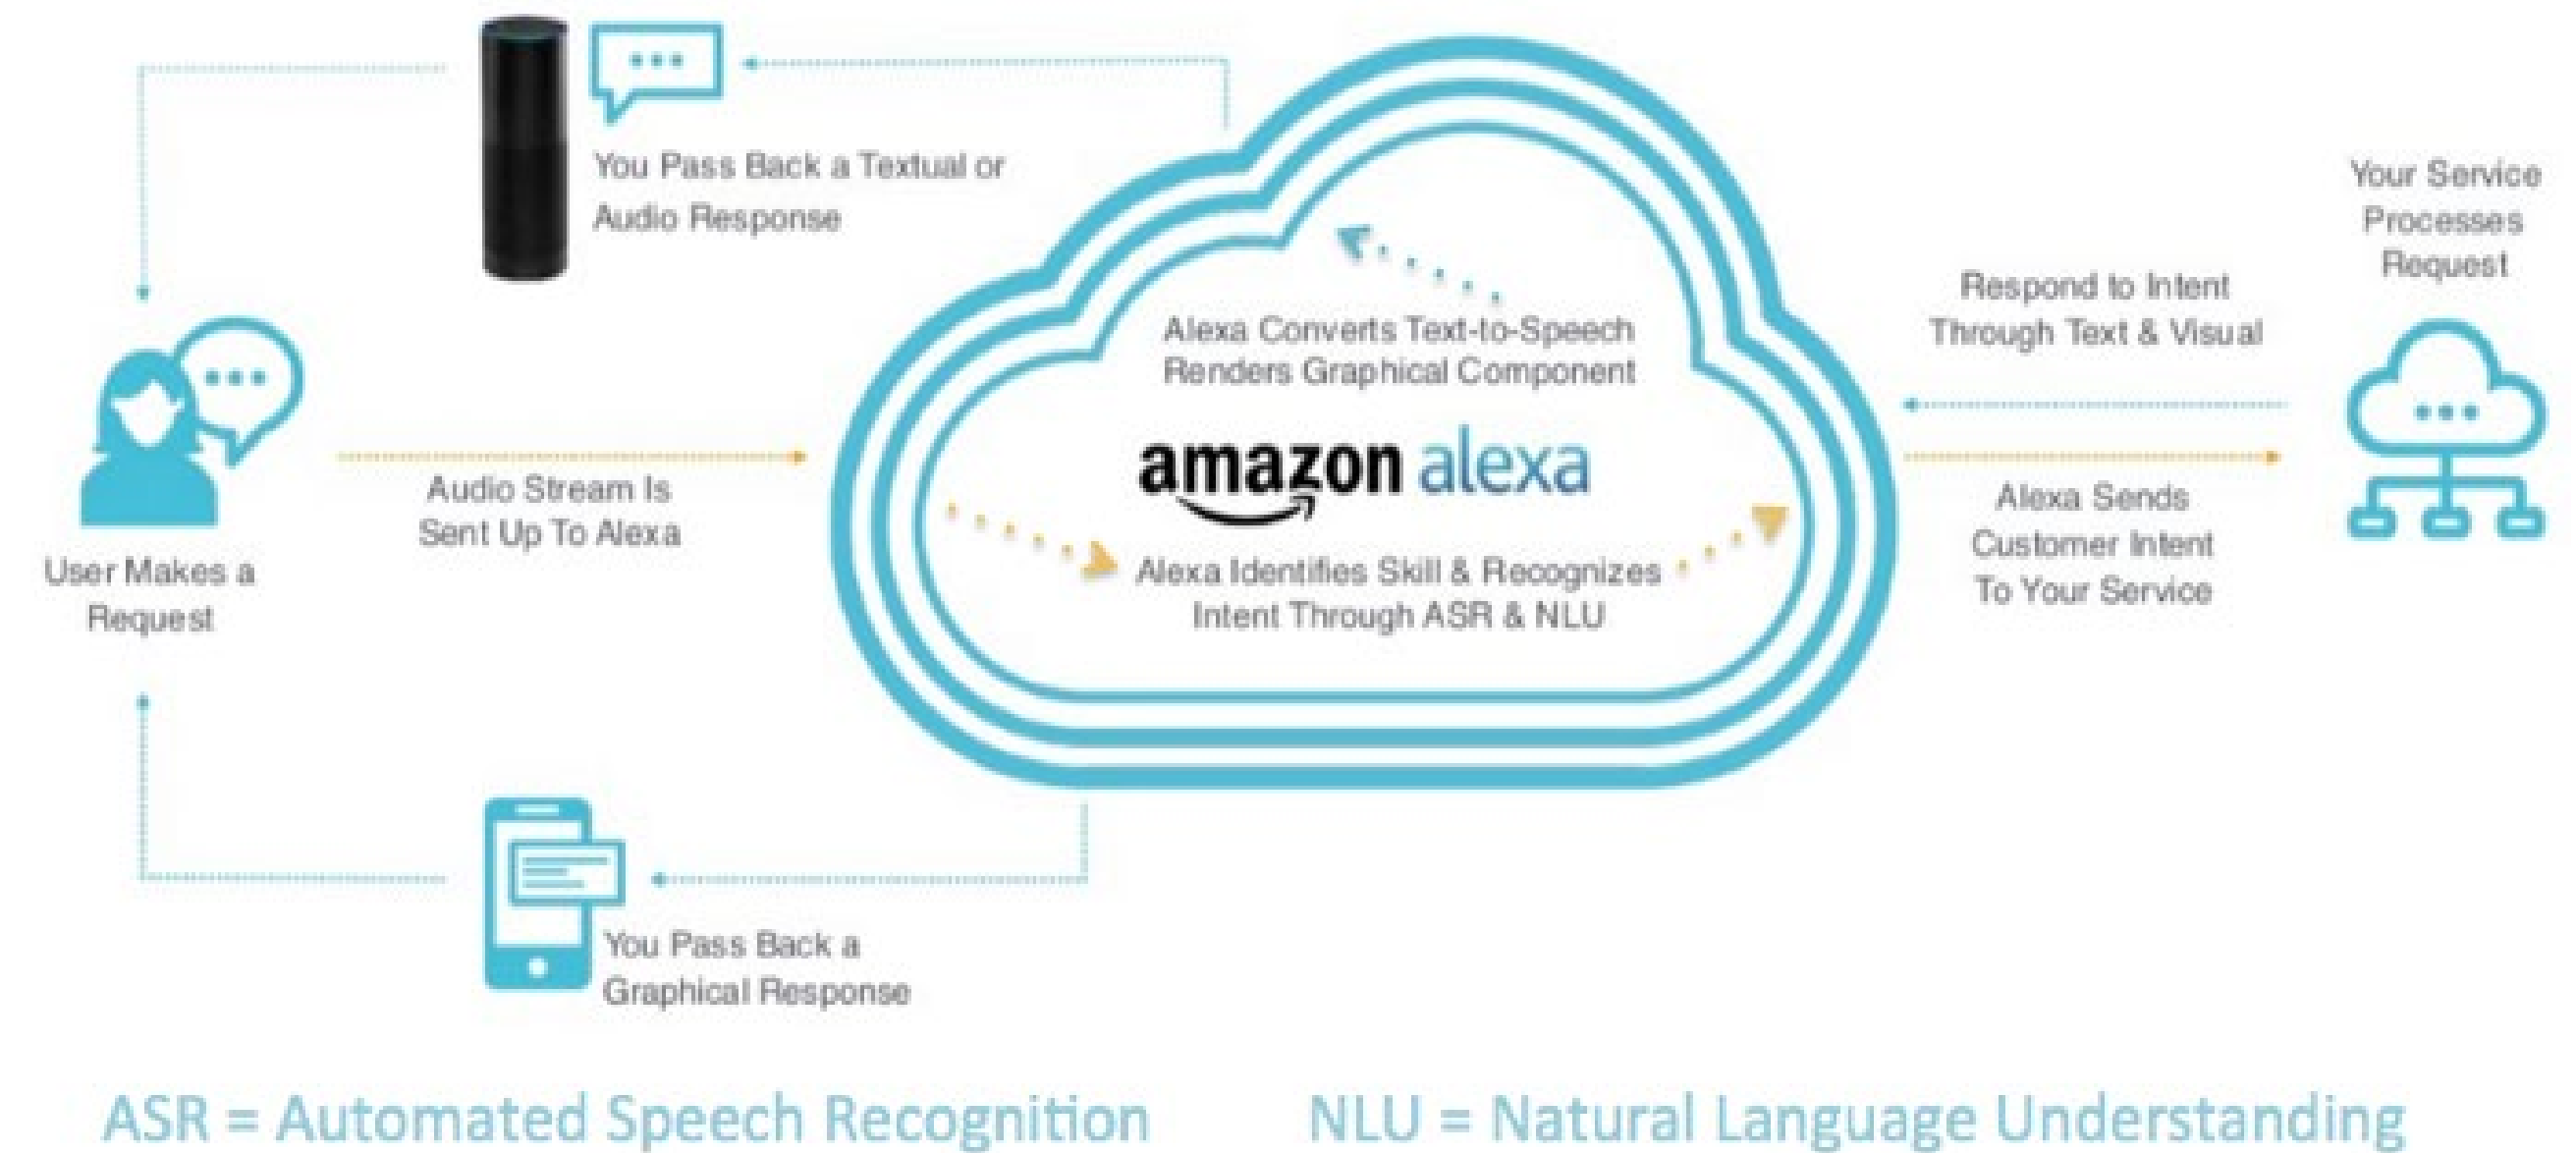 You Pass Back a Textual or
Audio Response
Your Service
Processes
Request
Respond to Intent
Through Text & Visual
Alexa Converts Text-to-Speech
Renders Graphical Component
amazon alexa
Audio Stream Is
Sent Up To Alexa
User Makes a
Request
Alexa Identifies Skill & Recognizes
Intent Through ASR & NLU
Alexa Sends
Customer Intent
To Your Service
You Pass Back a
Graphical Response
ASR = Automated Speech Recognition
NLU = Natural Language Understanding